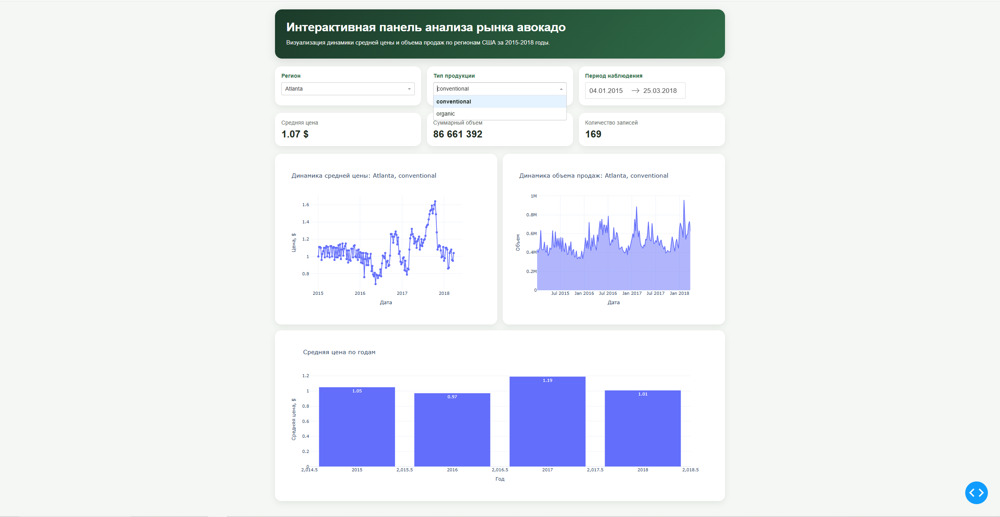 Интерактивная панель анализа рынка авокадо
Визуализация динамики средней цены и объема продаж по регионам США за 2015-2018 годы.
Регион
Atlanta
Тип продукции
conventional
conventional
organic
Период наблюдения
04.01.2015 → 25.03.2018
Средняя цена
1.07 $
Суммарный объем
86 661 392
Количество записей
169
Динамика средней цены: Atlanta, conventional
Цена, $
1.6
1.4
1.2
1
0.8
2015 2016 2017 2018
Дата
Динамика объема продаж: Atlanta, conventional
Объем
1M
0.8M
0.6M
0.4M
0.2M
0
Jul 2015 Jan 2016 Jul 2016 Jan 2017 Jul 2017 Jan 2018
Дата
Средняя цена по годам
Средняя цена, $
1.2
1
0.8
0.6
0.4
0.2
0
1.05
0.97
1.19
1.01
2,014.5 2015 2,015.5 2016 2,016.5 2017 2,017.5 2018 2,018.5
Год